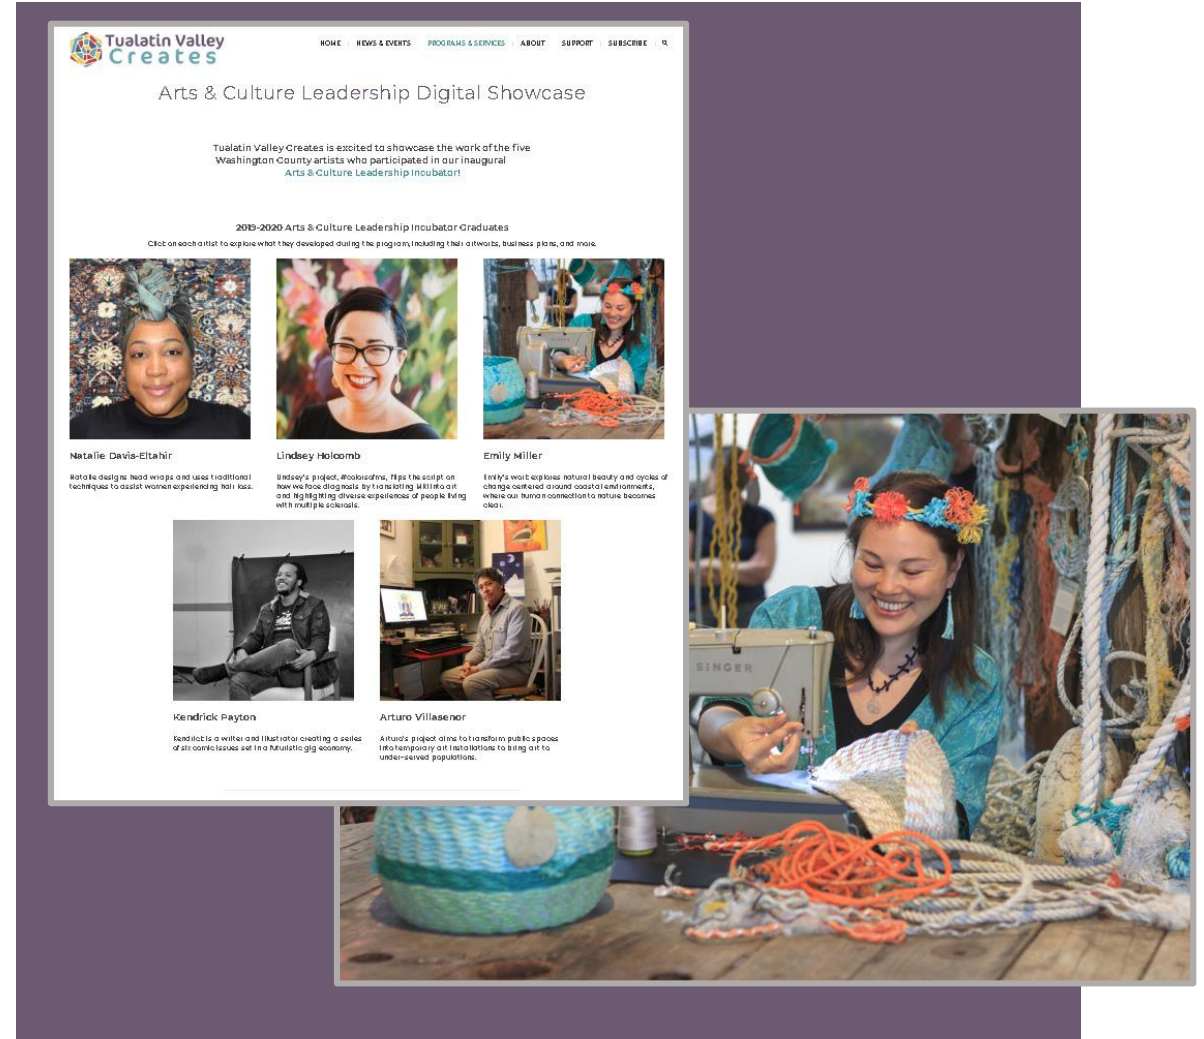 Tualatin Valley
Creates
HOME NEWS & EVENTS PROGRAMS & SERVICES ABOUT SUPPORT SUBSCRIBE
Arts & Culture Leadership Digital Showcase
Tualatin Valley Creates is excited to showcase the work of the five
Washington County artists who participated in our inaugural
Arts & Culture Leadership Incubator!
2019-2020 Arts & Culture Leadership Incubator Graduates
Click on each artist to explore what they developed during the program, including their artworks, business plans, and more.
Natalie Davis-Eltahir
Natalie designs head wraps and uses traditional
techniques to assist women experiencing hair loss.
Lindsey Holcomb
Lindsey's project, #colorsofms, flips the script on
how we face diagnosis by translating MRI into art
and highlighting diverse experiences of people living
with multiple sclerosis.
Emily Miller
Emily's work explores natural beauty and cycles of
change centered around coastal environments,
where our human connection to nature becomes
clear.
Kendrick Payton
Kendrick is a writer and illustrator creating a series
of six comic issues set in a futuristic gig economy.
Arturo Villasenor
Arturo's project aims to transform public spaces
into temporary art installations to bring art to
under-served populations.
SINGER